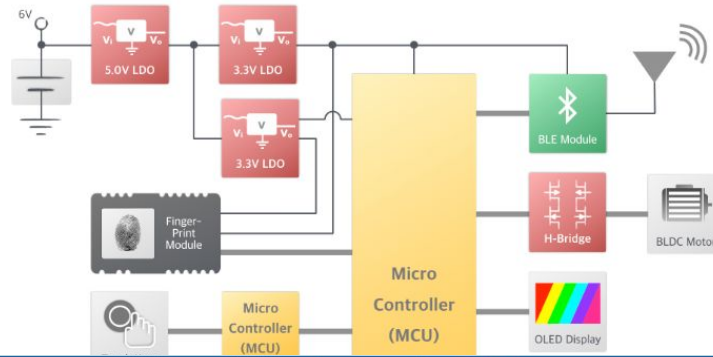 6V
Vi V Vo
5.0V LDO
Vi V Vo
3.3V LDO
Vi V Vo
3.3V LDO
BLE Module
Finger-
Print
Module
H-Bridge
BLDC Motor
Micro
Controller
(MCU)
Micro
Controller
(MCU)
OLED Display